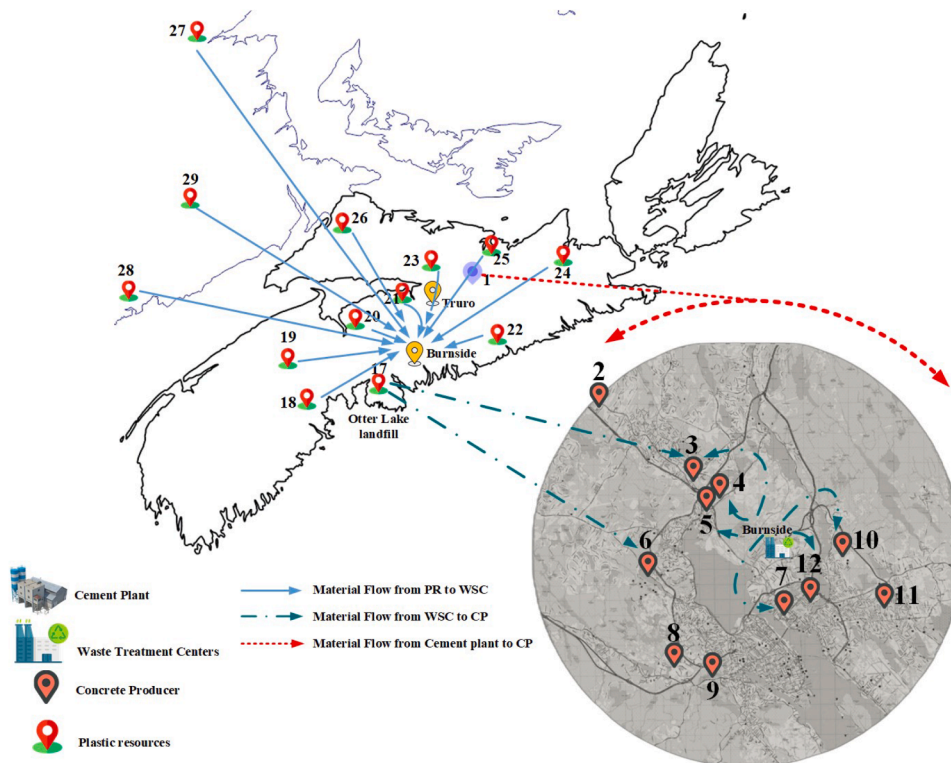 27
29
26
28
23
25
24
1
21
Truro
20
22
19
Burnside
17
18
Otter Lake
landfill
2
3
4
5
Burnside
6
10
7
12
11
8
9
Cement Plant
Material Flow from PR to WSC
Material Flow from WSC to CP
Waste Treatment Centers
Material Flow from Cement plant to CP
Concrete Producer
Plastic resources